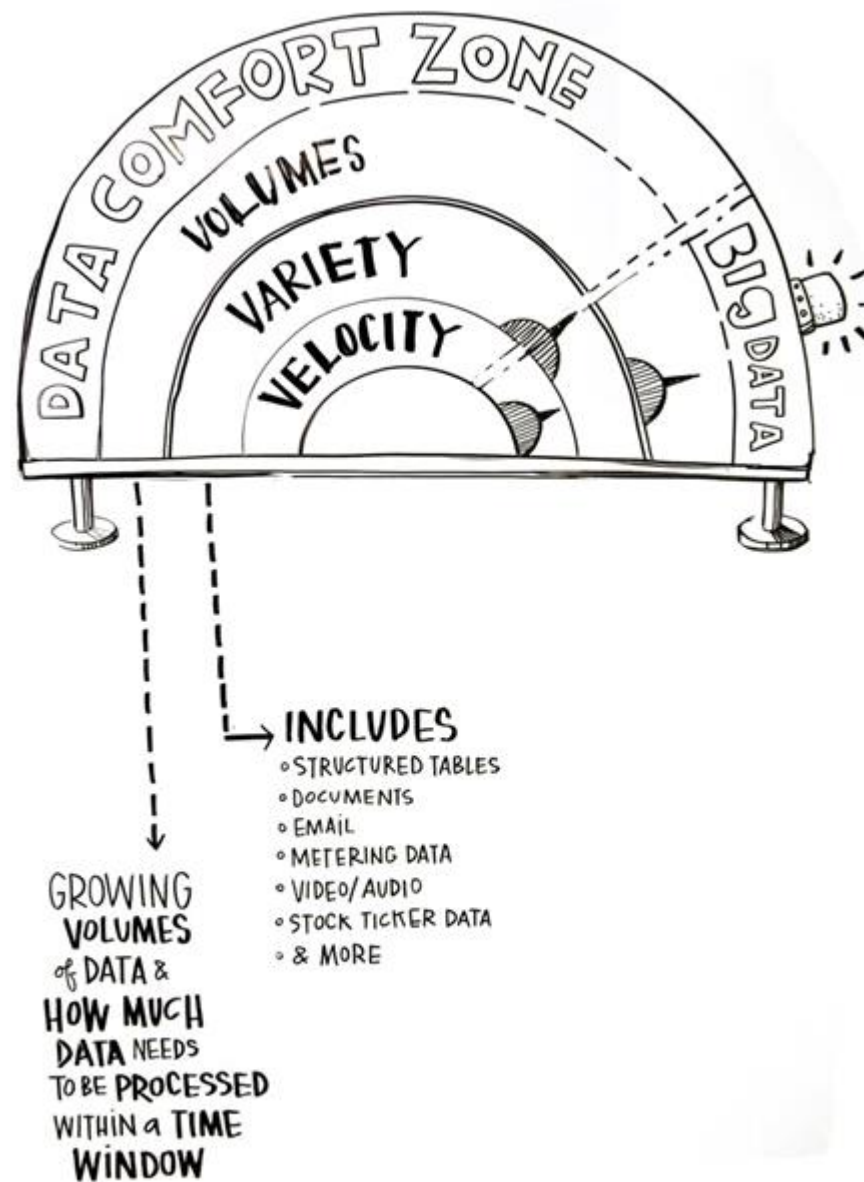 DATA COMFORT ZONE
BIG DATA
VOLUMES
VARIETY
VELOCITY
INCLUDES
◦ STRUCTURED TABLES
◦ DOCUMENTS
◦ EMAIL
◦ METERING DATA
◦ VIDEO/AUDIO
◦ STOCK TICKER DATA
◦ & MORE
GROWING
VOLUMES
of DATA &
HOW MUCH
DATA NEEDS
TO BE PROCESSED
WITHIN a TIME
WINDOW